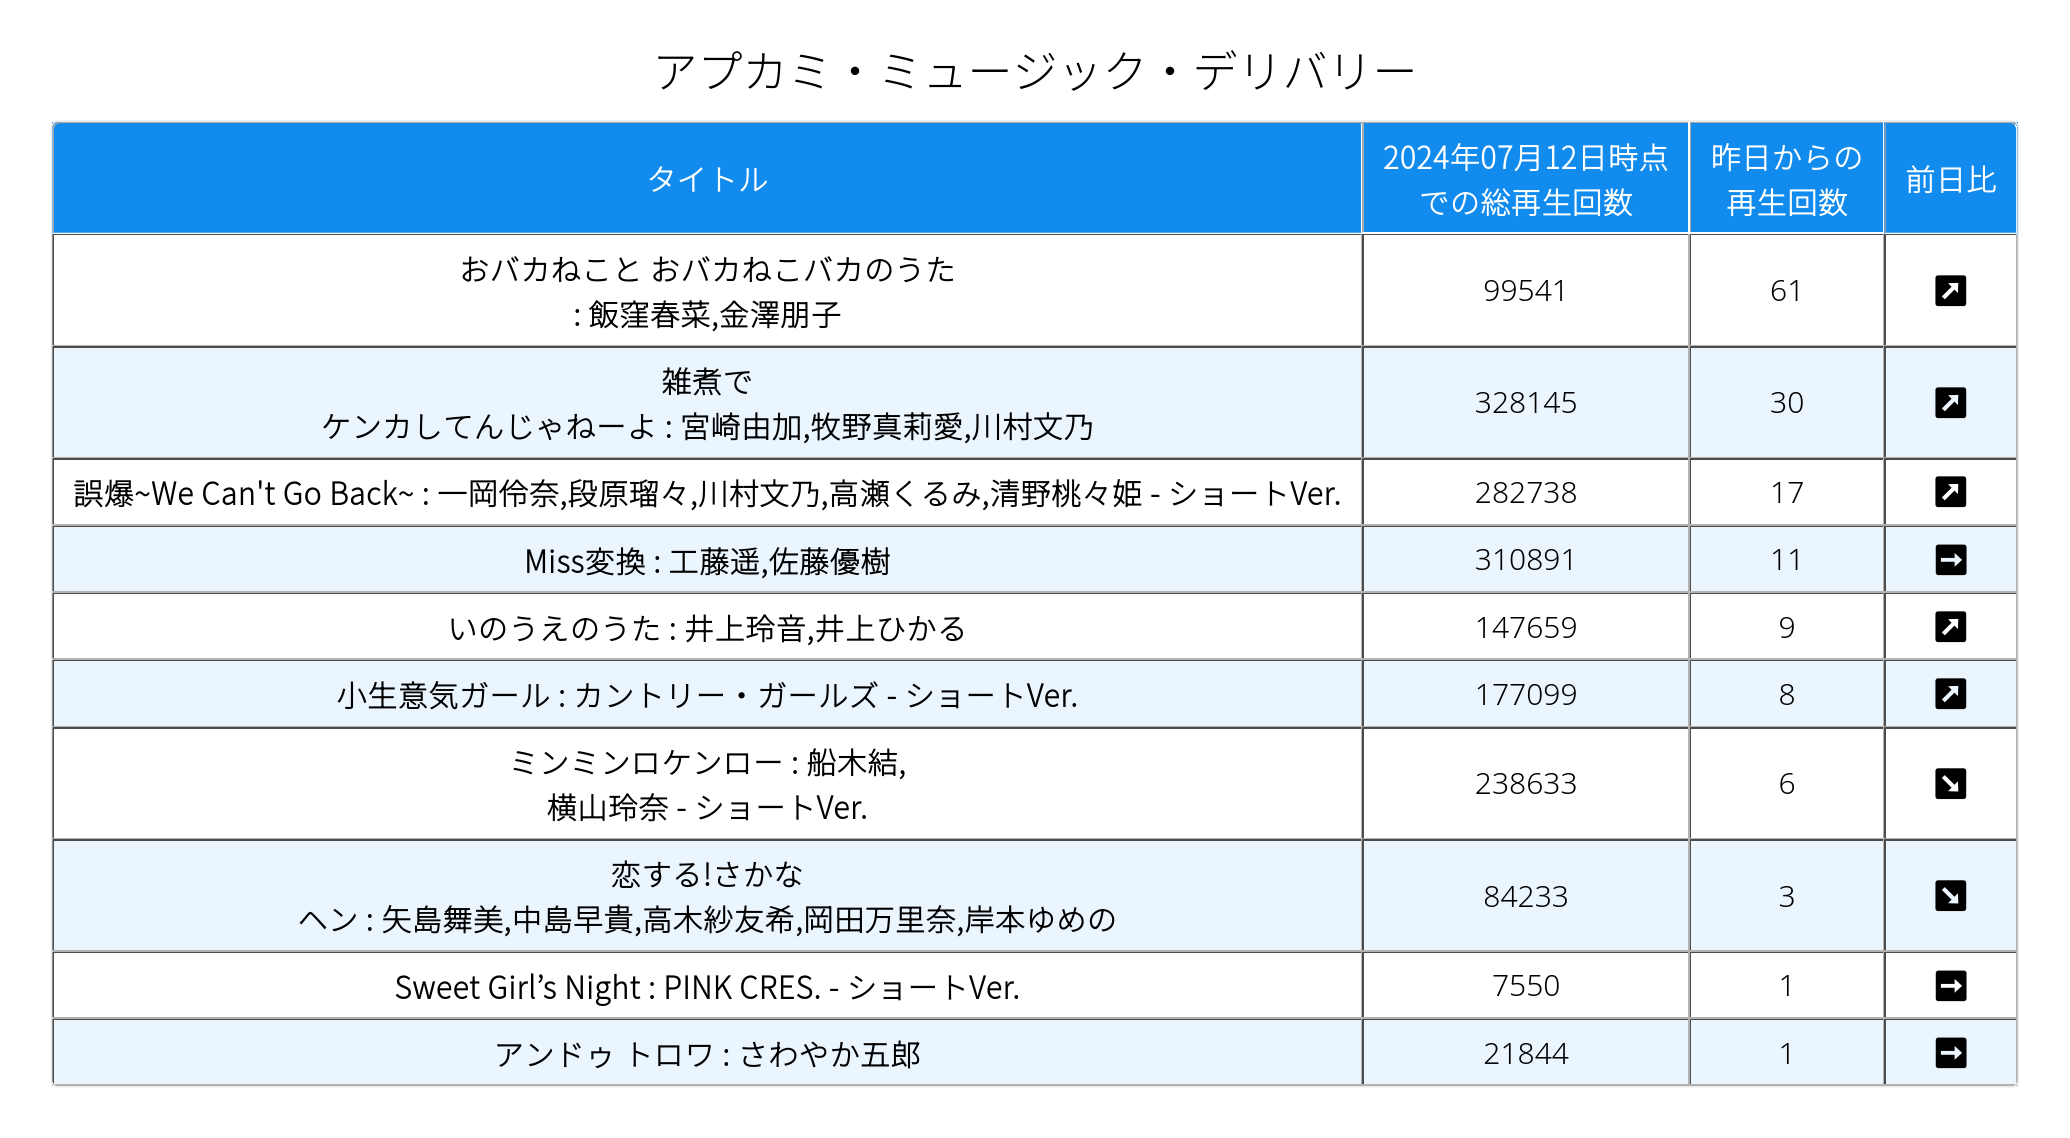 アプカミ・ミュージック・デリバリー
タイトル
2024年07月12日時点
での総再生回数
昨日からの
再生回数
前日比
おバカねこと おバカねこバカのうた
: 飯窪春菜,金澤朋子
99541
61
雑煮で
ケンカしてんじゃねーよ : 宮崎由加,牧野真莉愛,川村文乃
328145
30
誤爆~We Can't Go Back~ : 一岡伶奈,段原瑠々,川村文乃,高瀬くるみ,清野桃々姫 - ショートVer.
282738
17
Miss変換 : 工藤遥,佐藤優樹
310891
11
いのうえのうた : 井上玲音,井上ひかる
147659
9
小生意気ガール : カントリー・ガールズ - ショートVer.
177099
8
ミンミンロケンロー : 船木結,
横山玲奈 - ショートVer.
238633
6
恋する!さかな
ヘン : 矢島舞美,中島早貴,高木紗友希,岡田万里奈,岸本ゆめの
84233
3
Sweet Girl’s Night : PINK CRES. - ショートVer.
7550
1
アンドゥ トロワ : さわやか五郎
21844
1